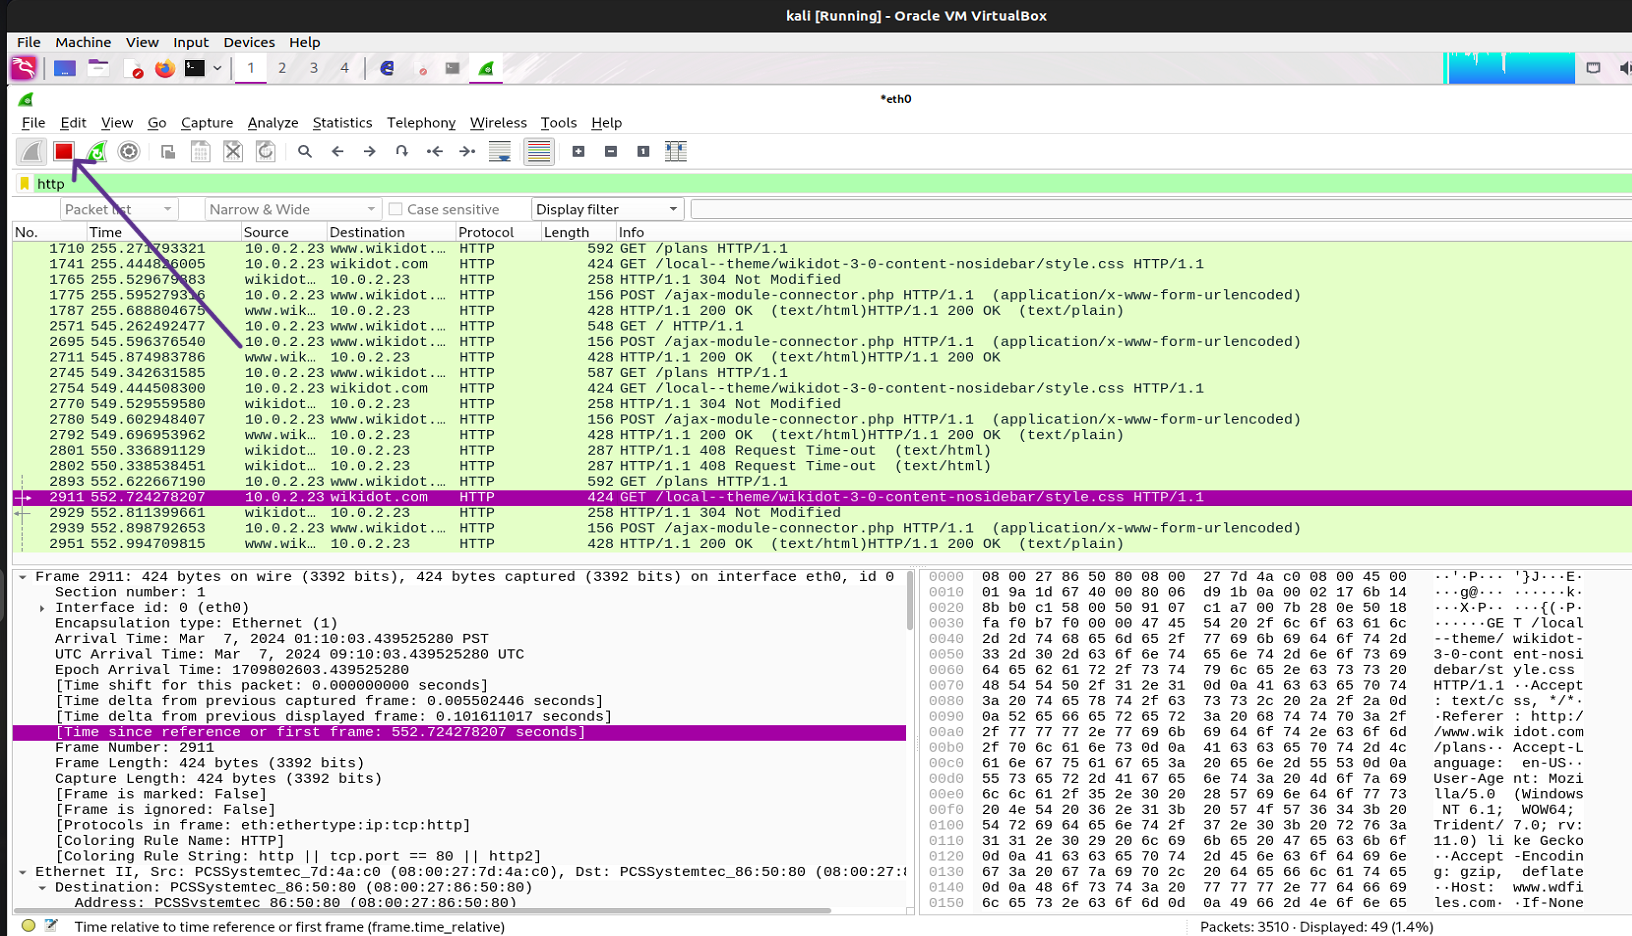 kali [Running] - Oracle VM VirtualBox
File Machine View Input Devices Help
1 2 3 4
*eth0
File Edit View Go Capture Analyze Statistics Telephony Wireless Tools Help
http
Packet list Narrow & Wide Case sensitive Display filter
No. Time Source Destination Protocol Length Info
1710 255.271793321 10.0.2.23 www.wikidot.… HTTP 592 GET /plans HTTP/1.1
1741 255.444826005 10.0.2.23 wikidot.com HTTP 424 GET /local--theme/wikidot-3-0-content-nosidebar/style.css HTTP/1.1
1765 255.529679883 wikidot… 10.0.2.23 HTTP 258 HTTP/1.1 304 Not Modified
1775 255.595279316 10.0.2.23 www.wikidot.… HTTP 156 POST /ajax-module-connector.php HTTP/1.1 (application/x-www-form-urlencoded)
1787 255.688804675 www.wik… 10.0.2.23 HTTP 428 HTTP/1.1 200 OK (text/html)HTTP/1.1 200 OK (text/plain)
2571 545.262492477 10.0.2.23 www.wikidot.… HTTP 548 GET / HTTP/1.1
2695 545.596376540 10.0.2.23 www.wikidot.… HTTP 156 POST /ajax-module-connector.php HTTP/1.1 (application/x-www-form-urlencoded)
2711 545.874983786 www.wik… 10.0.2.23 HTTP 428 HTTP/1.1 200 OK (text/html)HTTP/1.1 200 OK
2745 549.342631585 10.0.2.23 www.wikidot.… HTTP 587 GET /plans HTTP/1.1
2754 549.444508300 10.0.2.23 wikidot.com HTTP 424 GET /local--theme/wikidot-3-0-content-nosidebar/style.css HTTP/1.1
2770 549.529559580 wikidot… 10.0.2.23 HTTP 258 HTTP/1.1 304 Not Modified
2780 549.602948407 10.0.2.23 www.wikidot.… HTTP 156 POST /ajax-module-connector.php HTTP/1.1 (application/x-www-form-urlencoded)
2792 549.696953962 www.wik… 10.0.2.23 HTTP 428 HTTP/1.1 200 OK (text/html)HTTP/1.1 200 OK (text/plain)
2801 550.336891129 wikidot… 10.0.2.23 HTTP 287 HTTP/1.1 408 Request Time-out (text/html)
2802 550.338538451 wikidot… 10.0.2.23 HTTP 287 HTTP/1.1 408 Request Time-out (text/html)
2893 552.622667190 10.0.2.23 www.wikidot.… HTTP 592 GET /plans HTTP/1.1
2911 552.724278207 10.0.2.23 wikidot.com HTTP 424 GET /local--theme/wikidot-3-0-content-nosidebar/style.css HTTP/1.1
2929 552.811399661 wikidot… 10.0.2.23 HTTP 258 HTTP/1.1 304 Not Modified
2939 552.898792653 10.0.2.23 www.wikidot.… HTTP 156 POST /ajax-module-connector.php HTTP/1.1 (application/x-www-form-urlencoded)
2951 552.994709815 www.wik… 10.0.2.23 HTTP 428 HTTP/1.1 200 OK (text/html)HTTP/1.1 200 OK (text/plain)
Frame 2911: 424 bytes on wire (3392 bits), 424 bytes captured (3392 bits) on interface eth0, id 0
Section number: 1
Interface id: 0 (eth0)
Encapsulation type: Ethernet (1)
Arrival Time: Mar 7, 2024 01:10:03.439525280 PST
UTC Arrival Time: Mar 7, 2024 09:10:03.439525280 UTC
Epoch Arrival Time: 1709802603.439525280
[Time shift for this packet: 0.000000000 seconds]
[Time delta from previous captured frame: 0.005502446 seconds]
[Time delta from previous displayed frame: 0.101611017 seconds]
[Time since reference or first frame: 552.724278207 seconds]
Frame Number: 2911
Frame Length: 424 bytes (3392 bits)
Capture Length: 424 bytes (3392 bits)
[Frame is marked: False]
[Frame is ignored: False]
[Protocols in frame: eth:ethertype:ip:tcp:http]
[Coloring Rule Name: HTTP]
[Coloring Rule String: http || tcp.port == 80 || http2]
Ethernet II, Src: PCSSystemtec_7d:4a:c0 (08:00:27:7d:4a:c0), Dst: PCSSystemtec_86:50:80 (08:00:27:8
Destination: PCSSystemtec_86:50:80 (08:00:27:86:50:80)
Address: PCSSystemtec_86:50:80 (08:00:27:86:50:80)
0000 08 00 27 86 50 80 08 00 27 7d 4a c0 08 00 45 00 ··'·P··· '}J···E·
0010 01 9a 1d 67 40 00 80 06 d9 1b 0a 00 02 17 6b 14 ···g@··· ······k·
0020 8b b0 c1 58 00 50 91 07 c1 a7 00 7b 28 0e 50 18 ···X·P·· ···{(·P·
0030 fa f0 b7 f0 00 00 47 45 54 20 2f 6c 6f 63 61 6c ······GE T /local
0040 2d 2d 74 68 65 6d 65 2f 77 69 6b 69 64 6f 74 2d --theme/ wikidot-
0050 33 2d 30 2d 63 6f 6e 74 65 6e 74 2d 6e 6f 73 69 3-0-cont ent-nosi
0060 64 65 62 61 72 2f 73 74 79 6c 65 2e 63 73 73 20 debar/st yle.css
0070 48 54 54 50 2f 31 2e 31 0d 0a 41 63 63 65 70 74 HTTP/1.1 ··Accept
0080 3a 20 74 65 78 74 2f 63 73 73 2c 20 2a 2f 2a 0d : text/c ss, */*·
0090 0a 52 65 66 65 72 65 72 3a 20 68 74 74 70 3a 2f ·Referer : http:/
00a0 2f 77 77 77 2e 77 69 6b 69 64 6f 74 2e 63 6f 6d /www.wik idot.com
00b0 2f 70 6c 61 6e 73 0d 0a 41 63 63 65 70 74 2d 4c /plans·· Accept-L
00c0 61 6e 67 75 61 67 65 3a 20 65 6e 2d 55 53 0d 0a anguage: en-US··
00d0 55 73 65 72 2d 41 67 65 6e 74 3a 20 4d 6f 7a 69 User-Age nt: Mozi
00e0 6c 6c 61 2f 35 2e 30 20 28 57 69 6e 64 6f 77 73 lla/5.0 (Windows
00f0 20 4e 54 20 36 2e 31 3b 20 57 4f 57 36 34 3b 20 NT 6.1; WOW64;
0100 54 72 69 64 65 6e 74 2f 37 2e 30 3b 20 72 76 3a Trident/ 7.0; rv:
0110 31 31 2e 30 29 20 6c 69 6b 65 20 47 65 63 6b 6f 11.0) li ke Gecko
0120 0d 0a 41 63 63 65 70 74 2d 45 6e 63 6f 64 69 6e ··Accept -Encodin
0130 67 3a 20 67 7a 69 70 2c 20 64 65 66 6c 61 74 65 g: gzip, deflate
0140 0d 0a 48 6f 73 74 3a 20 77 77 77 2e 77 64 66 69 ··Host: www.wdfi
0150 6c 65 73 2e 63 6f 6d 0d 0a 49 66 2d 4e 6f 6e 65 les.com· ·If-None
Time relative to time reference or first frame (frame.time_relative)
Packets: 3510 · Displayed: 49 (1.4%)